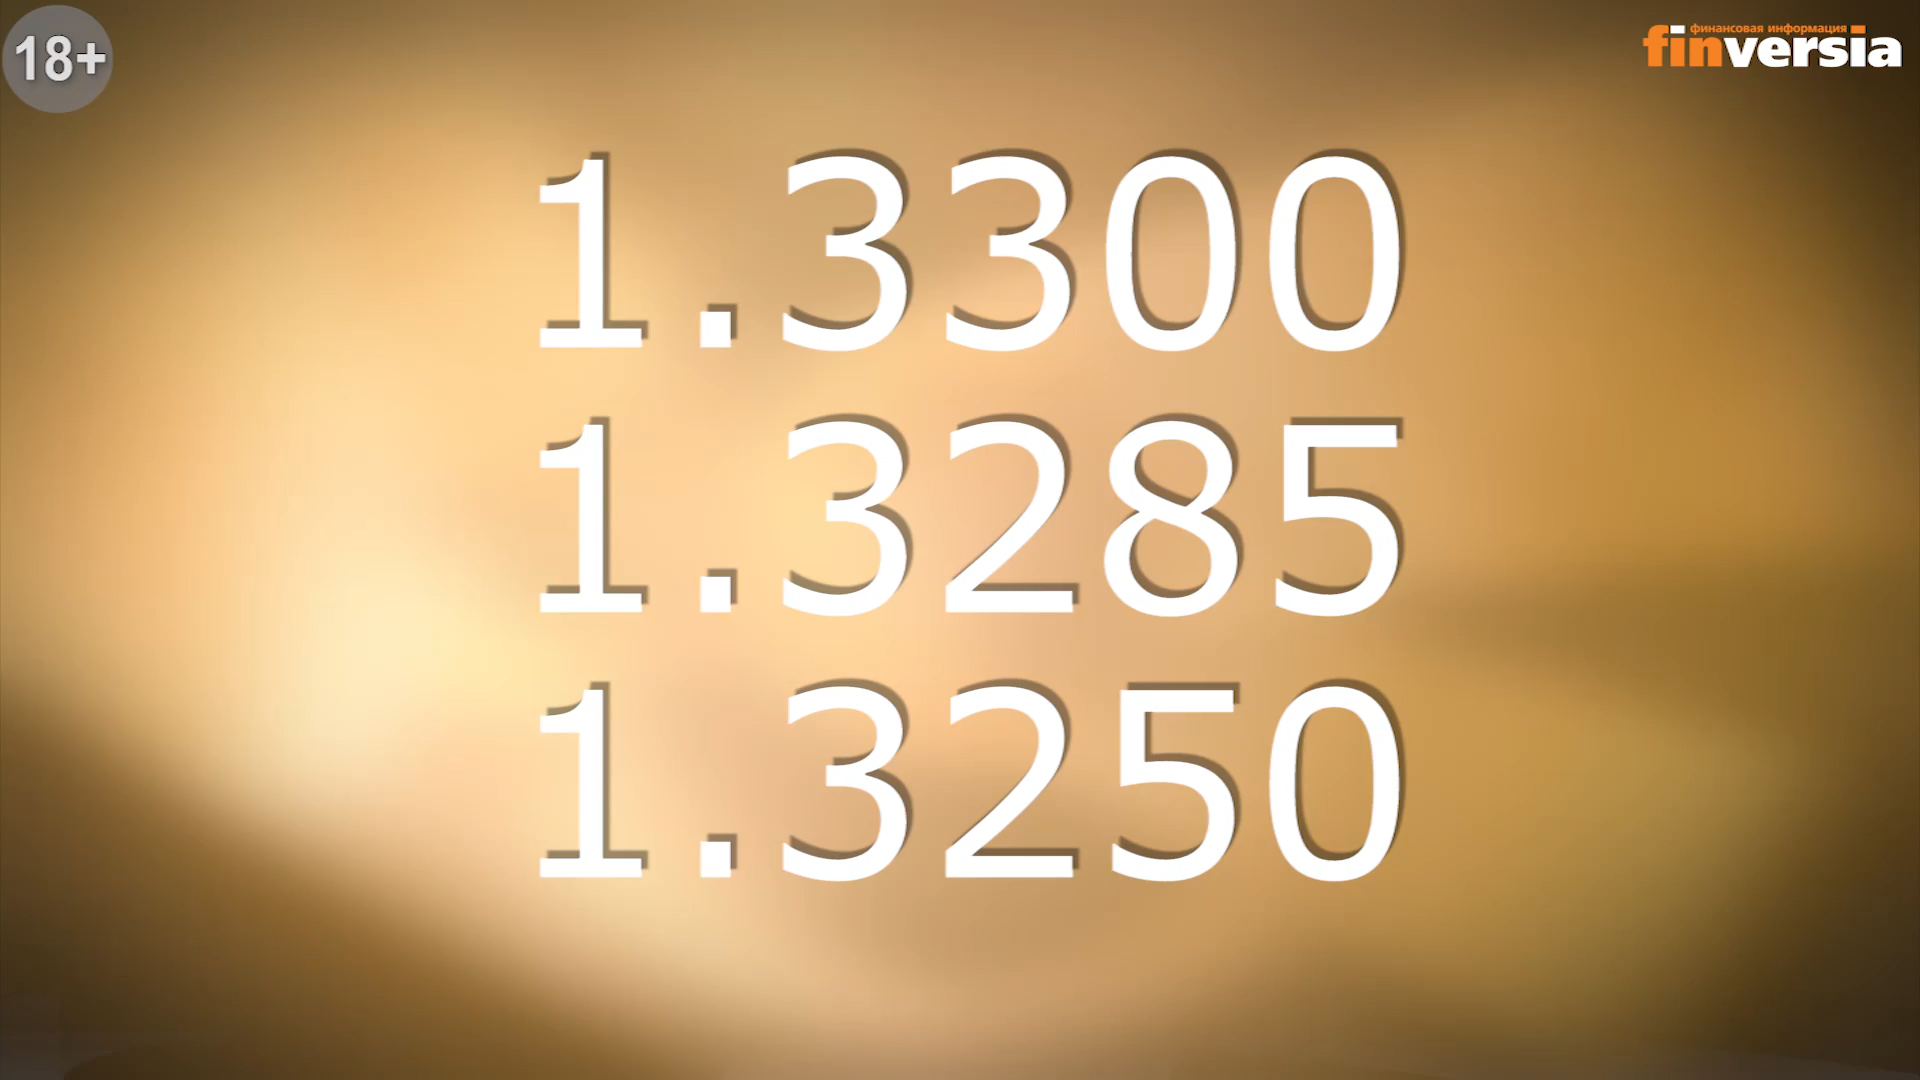 18+
финансовая информация
finversia
1.3300
1.3285
1.3250